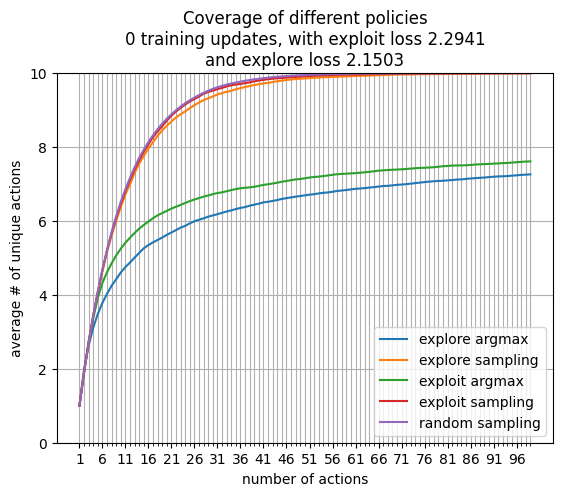 Coverage of different policies
0 training updates, with exploit loss 2.2941
and explore loss 2.1503
10
8
6
4
2
0
average # of unique actions
explore argmax
explore sampling
exploit argmax
exploit sampling
random sampling
1 6 11 16 21 26 31 36 41 46 51 56 61 66 71 76 81 86 91 96
number of actions